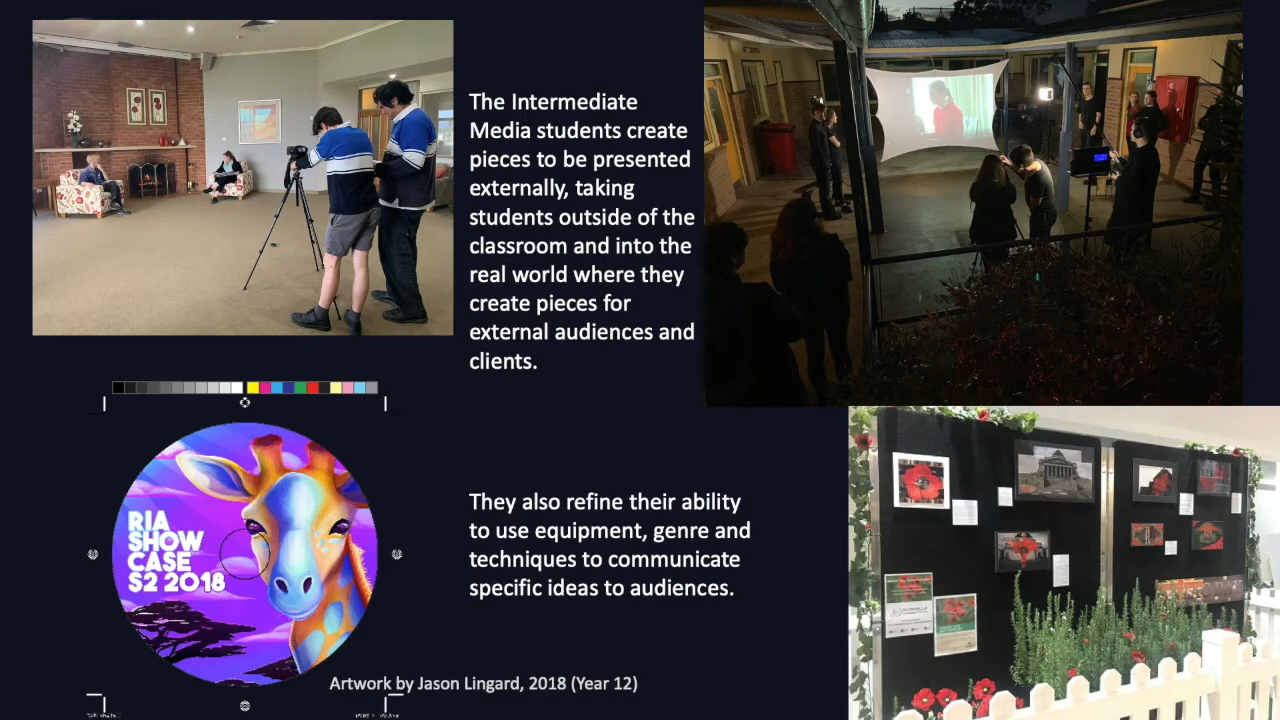 The Intermediate
Media students create
pieces to be presented
externally, taking
students outside of the
classroom and into the
real world where they
create pieces for
external audiences and
clients.
RIA
SHOW
CASE
S2 2018
They also refine their ability
to use equipment, genre and
techniques to communicate
specific ideas to audiences.
Artwork by Jason Lingard, 2018 (Year 12)